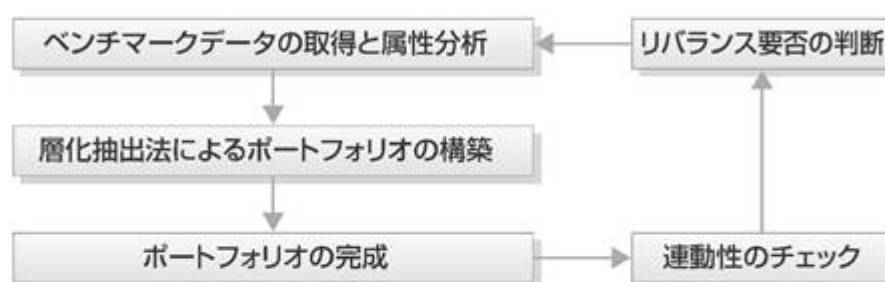 ベンチマークデータの取得と属性分析
リバランス要否の判断
層化抽出法によるポートフォリオの構築
ポートフォリオの完成
連動性のチェック